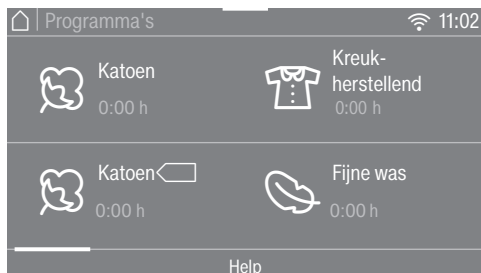 Programma's 11:02
Katoen
0:00 h
Kreuk-
herstellend
0:00 h
Katoen
0:00 h
Fijne was
0:00 h
Help